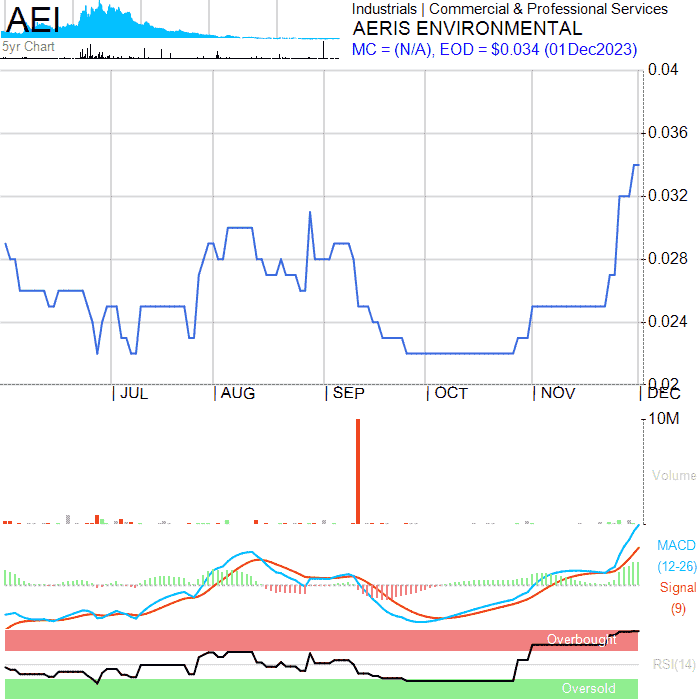 AEI
5yr Chart
Industrials | Commercial & Professional Services
AERIS ENVIRONMENTAL
MC = (N/A), EOD = $0.034 (01Dec2023)
0.04
0.036
0.032
0.028
0.024
0.02
| JUL | AUG | SEP | OCT | NOV | DEC
10M
Volume
MACD
(12-26)
Signal
(9)
Overbought
RSI(14)
Oversold